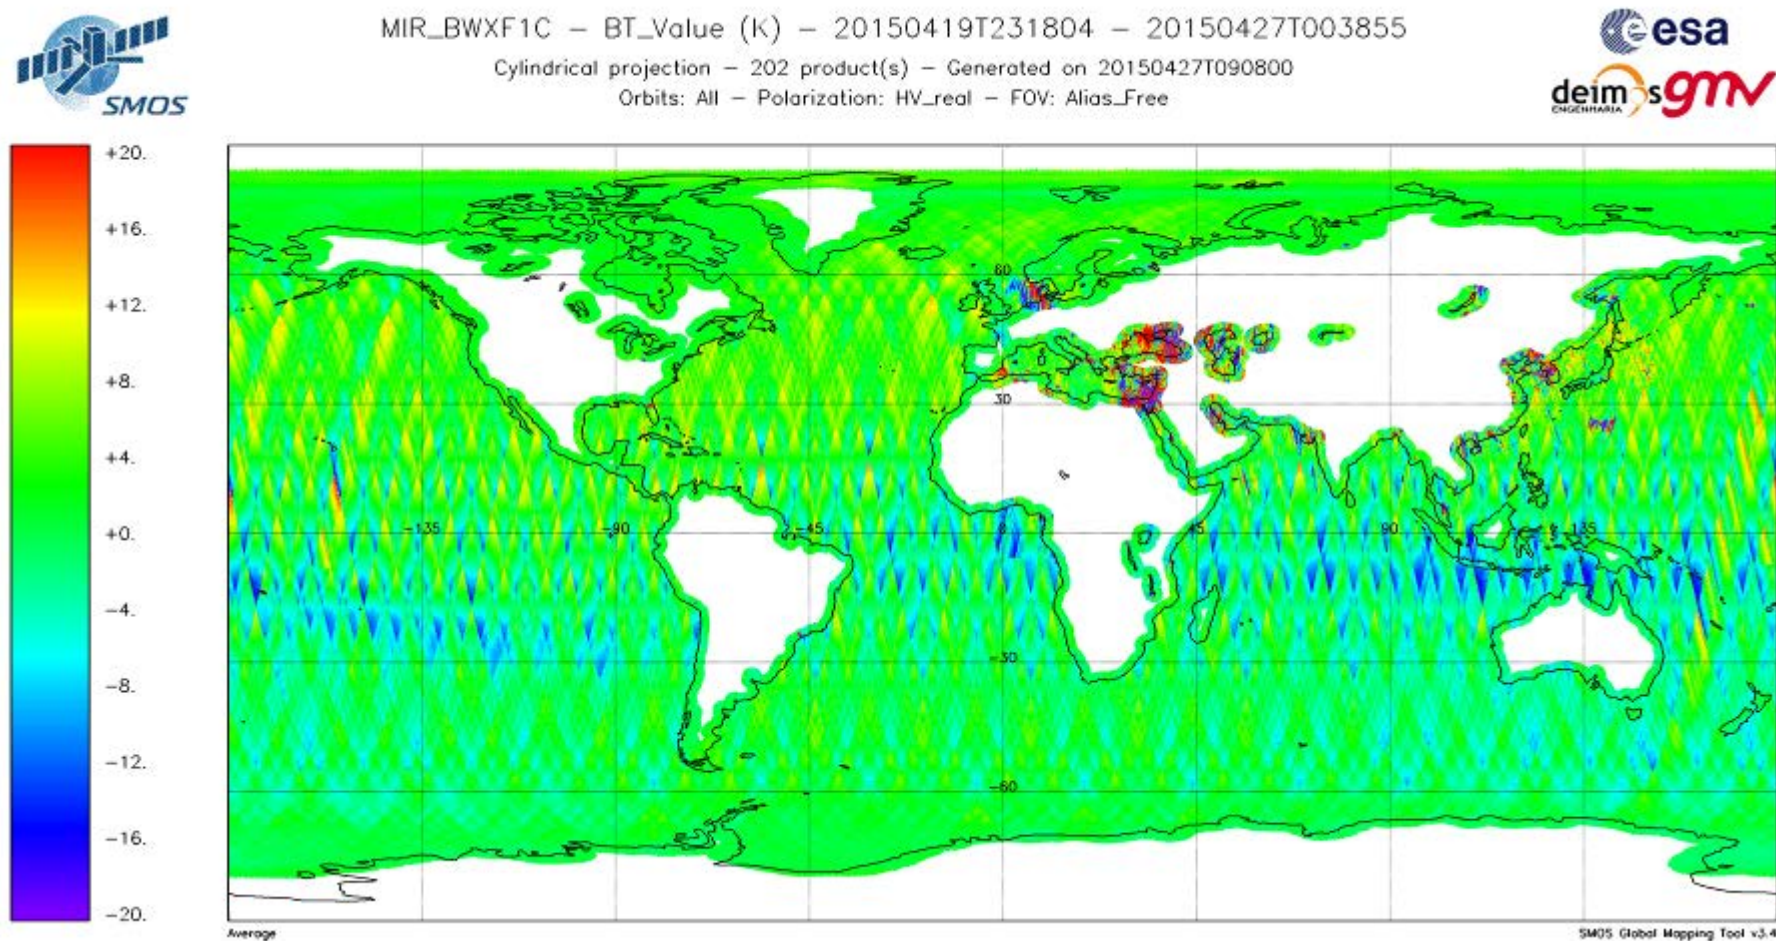 MIR_BWXF1C – BT_Value (K) – 20150419T231804 – 20150427T003855
Cylindrical projection – 202 product(s) – Generated on 20150427T090800
Orbits: All – Polarization: HV_real – FOV: Alias_Free
SMOS
esa
deimos
ENGENHARIA
gmv
+20.
+16.
+12.
+8.
+4.
+0.
−4.
−8.
−12.
−16.
−20.
60
30
−135
−90
−45
0
45
90
135
−30
−60
Average
SMOS Global Mapping Tool v3.4